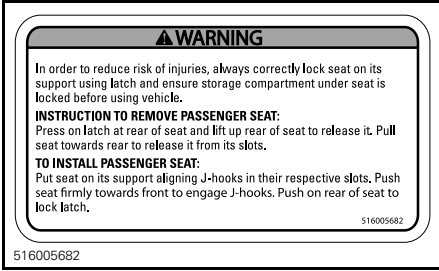 WARNING
In order to reduce risk of injuries, always correctly lock seat on its
support using latch and ensure storage compartment under seat is
locked before using vehicle.
INSTRUCTION TO REMOVE PASSENGER SEAT:
Press on latch at rear of seat and lift up rear of seat to release it. Pull
seat towards rear to release it from its slots.
TO INSTALL PASSENGER SEAT:
Put seat on its support aligning J-hooks in their respective slots. Push
seat firmly towards front to engage J-hooks. Push on rear of seat to
lock latch.
516005682
516005682